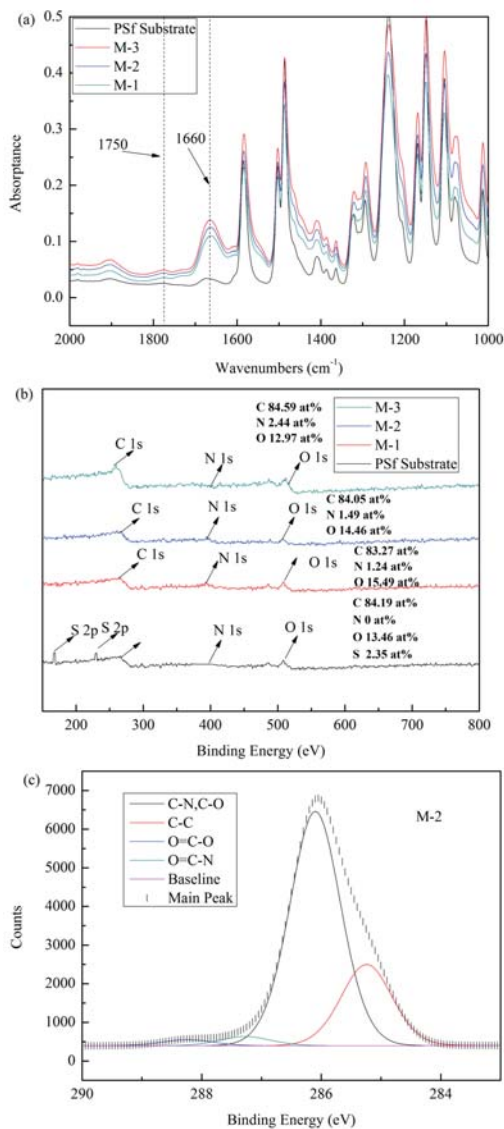 (a)
0.5
0.4
0.3
0.2
0.1
0.0
Absorptance
PSf Substrate
M-3
M-2
M-1
1750
1660
2000
1800
1600
1400
1200
1000
Wavenumbers (cm-1)
(b)
C 84.59 at%
N 2.44 at%
O 12.97 at%
M-3
M-2
M-1
PSf Substrate
C 1s
N 1s
O 1s
C 84.05 at%
N 1.49 at%
O 14.46 at%
C 1s
N 1s
O 1s
C 83.27 at%
N 1.24 at%
O 15.49 at%
C 1s
N 1s
O 1s
C 84.19 at%
N 0 at%
O 13.46 at%
S 2.35 at%
S 2p
S 2p
N 1s
O 1s
200
300
400
500
600
700
800
Binding Energy (eV)
(c)
7000
6000
5000
4000
3000
2000
1000
0
Counts
C-N,C-O
C-C
O=C-O
O=C-N
Baseline
Main Peak
M-2
290
288
286
284
Binding Energy (eV)